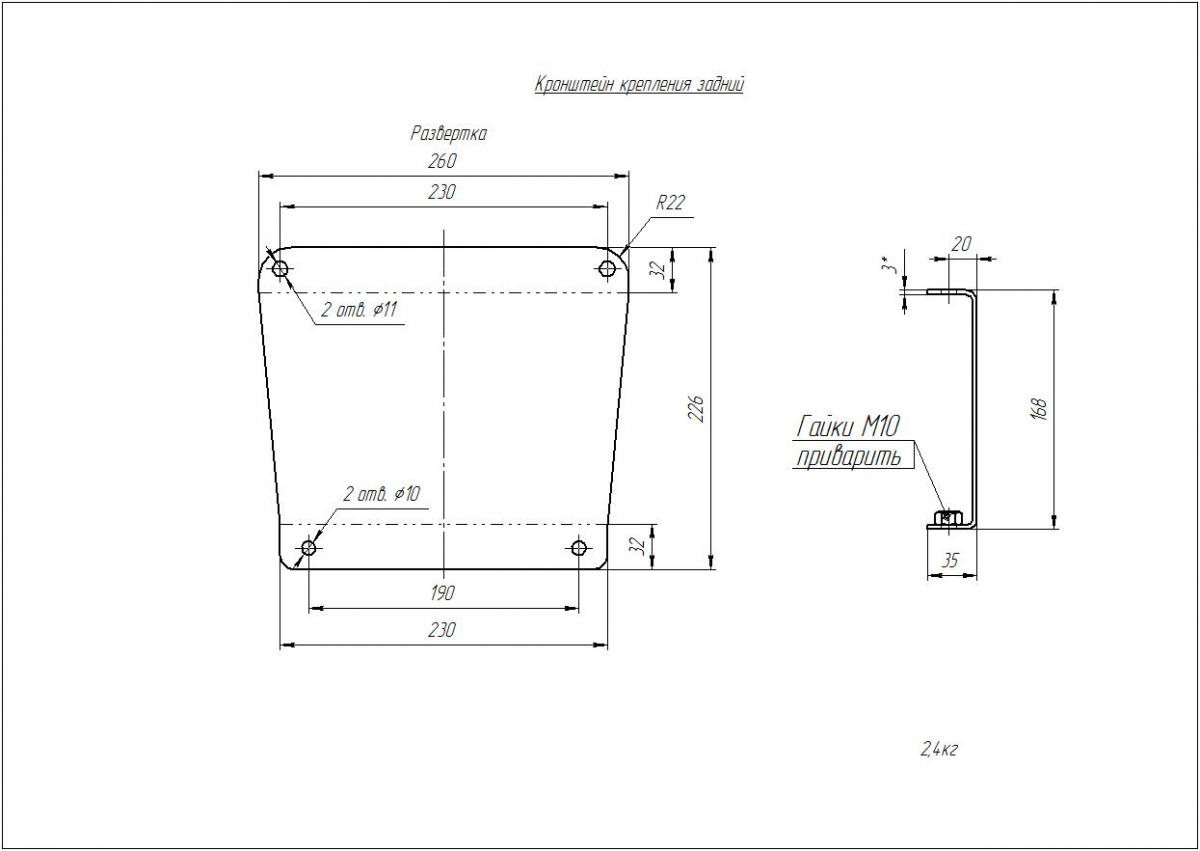 Кронштейн крепления задний
Развертка
260
230
R22
32
2 отв. ⌀11
226
2 отв. ⌀10
32
190
230
20
3*
168
Гайки М10
приварить
35
2,4кг